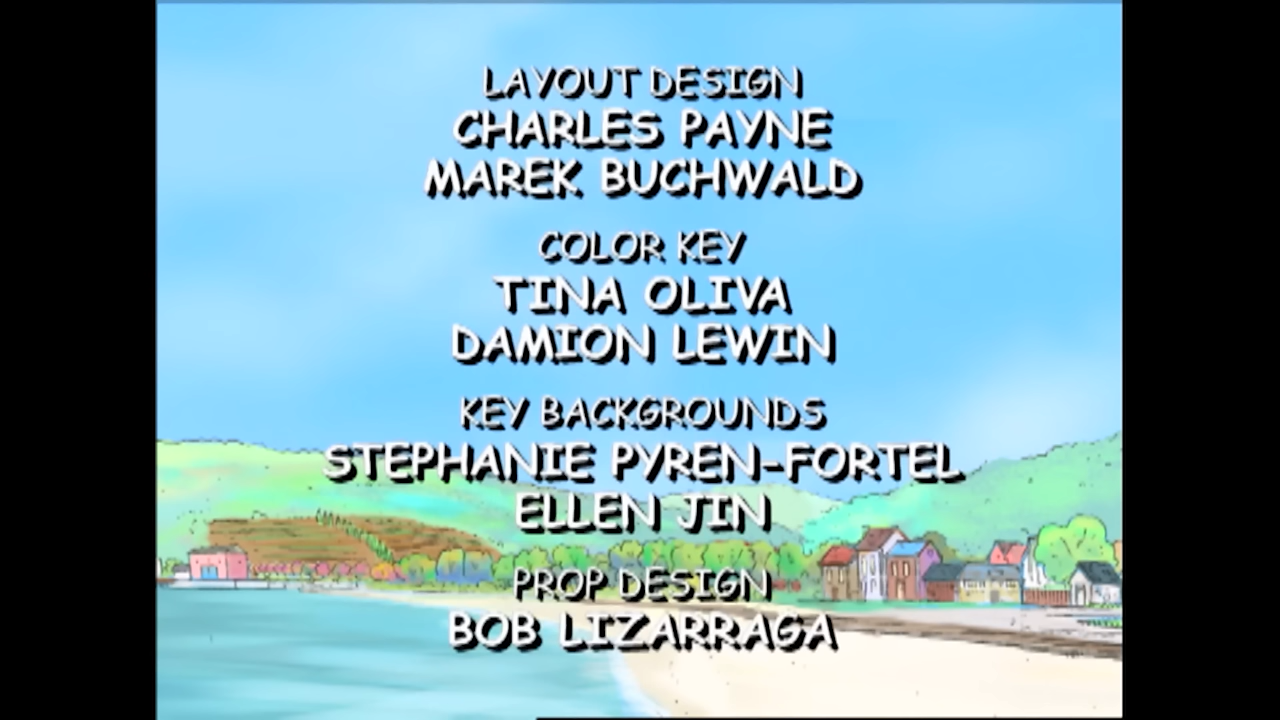 LAYOUT DESIGN
CHARLES PAYNE
MAREK BUCHWALD
COLOR KEY
TINA OLIVA
DAMION LEWIN
KEY BACKGROUNDS
STEPHANIE PYREN-FORTEL
ELLEN JIN
PROP DESIGN
BOB LIZARRAGA